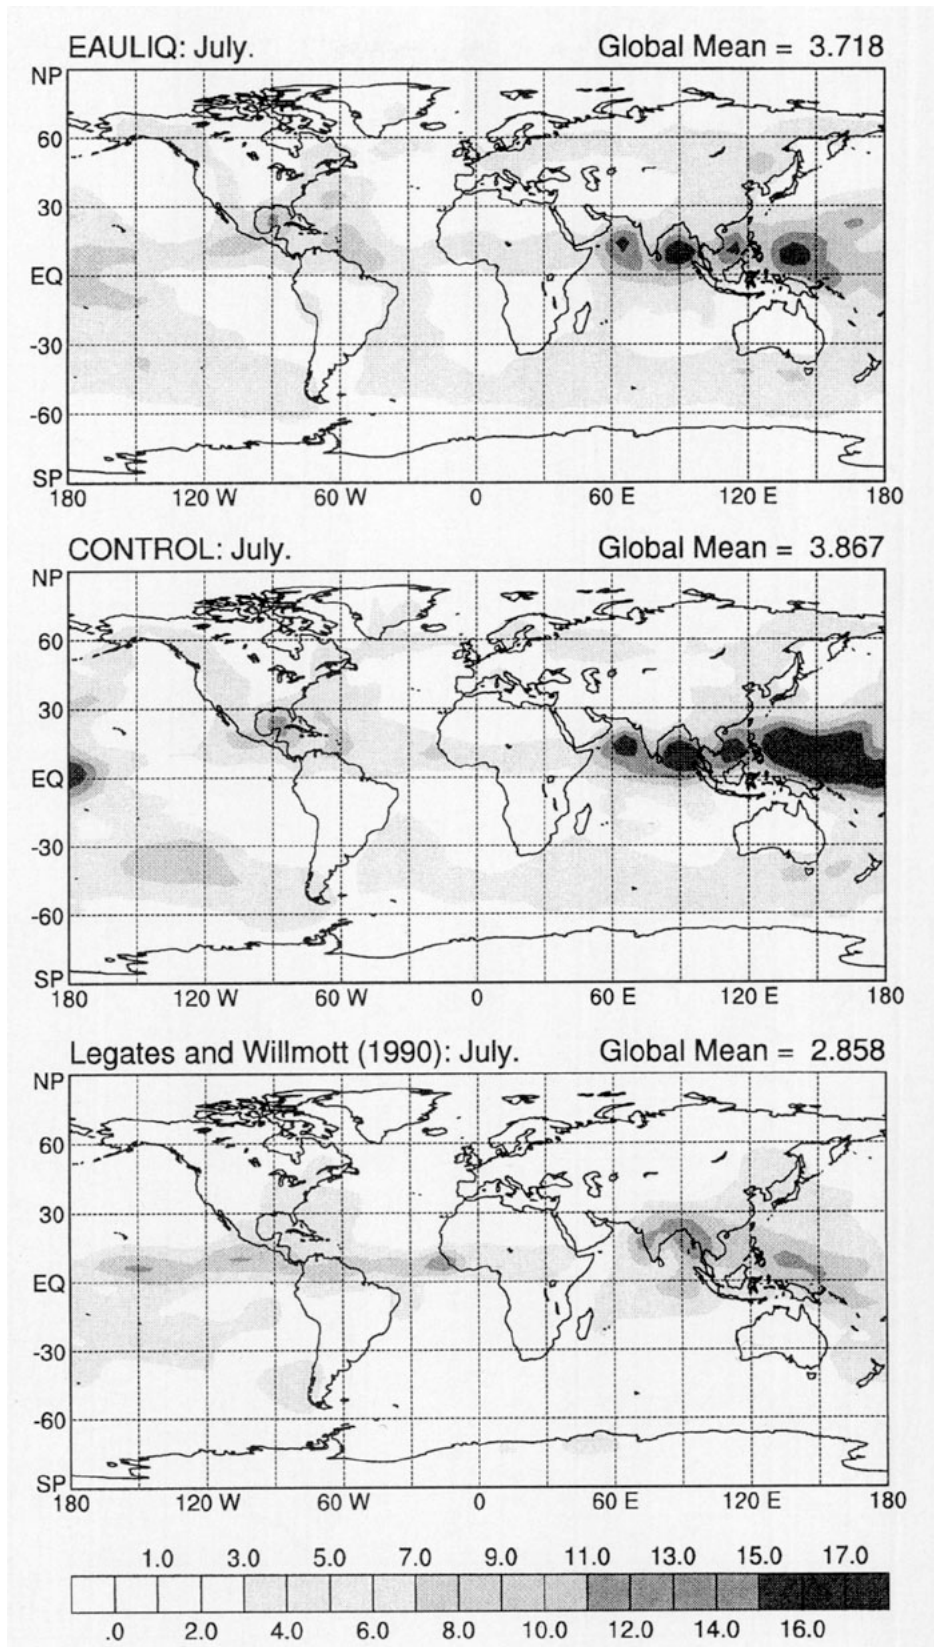 EAULIQ: July. Global Mean = 3.718
NP
60
30
EQ
-30
-60
SP
180 120 W 60 W 0 60 E 120 E 180
CONTROL: July. Global Mean = 3.867
NP
60
30
EQ
-30
-60
SP
180 120 W 60 W 0 60 E 120 E 180
Legates and Willmott (1990): July. Global Mean = 2.858
NP
60
30
EQ
-30
-60
SP
180 120 W 60 W 0 60 E 120 E 180
1.0 3.0 5.0 7.0 9.0 11.0 13.0 15.0 17.0
.0 2.0 4.0 6.0 8.0 10.0 12.0 14.0 16.0